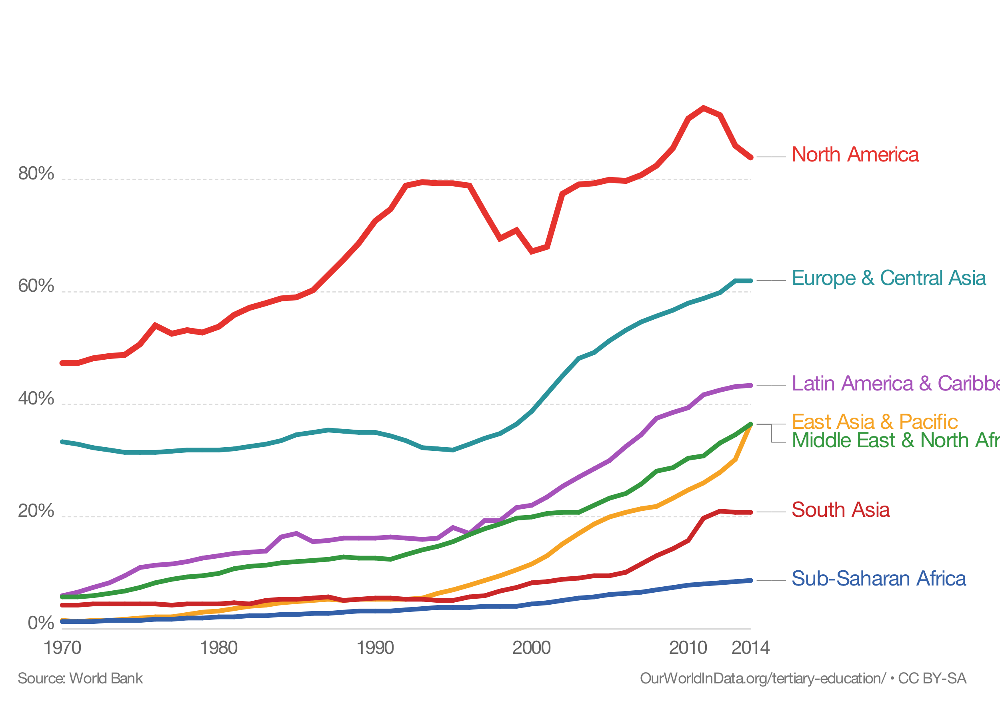 80%
60%
40%
20%
0%
North America
Europe & Central Asia
Latin America &
East Asia & Pacific
Middle East & North
South Asia
Sub-Saharan Africa
1970 1980 1990 2000 2010 2014
Source: World Bank
OurWorldInData.org/tertiary-education/ • CC BY-SA